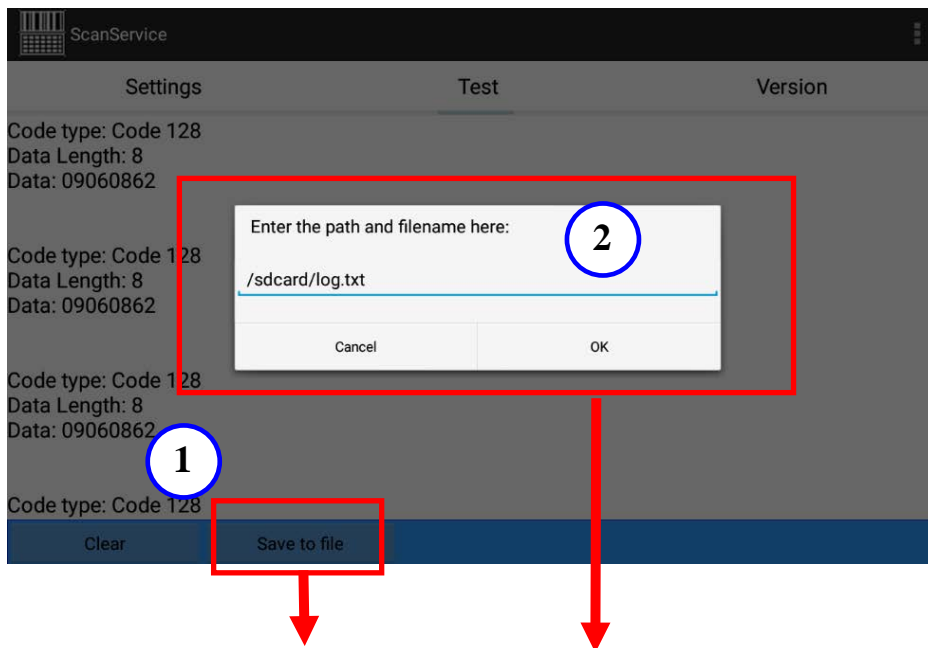 ScanService
Settings Test Version
Code type: Code 128
Data Length: 8
Data: 09060862
Enter the path and filename here:
2
/sdcard/log.txt
Cancel OK
Code type: Code 128
Data Length: 8
Data: 09060862
Code type: Code 128
Data Length: 8
Data: 09060862
1
Code type: Code 128
Clear Save to file